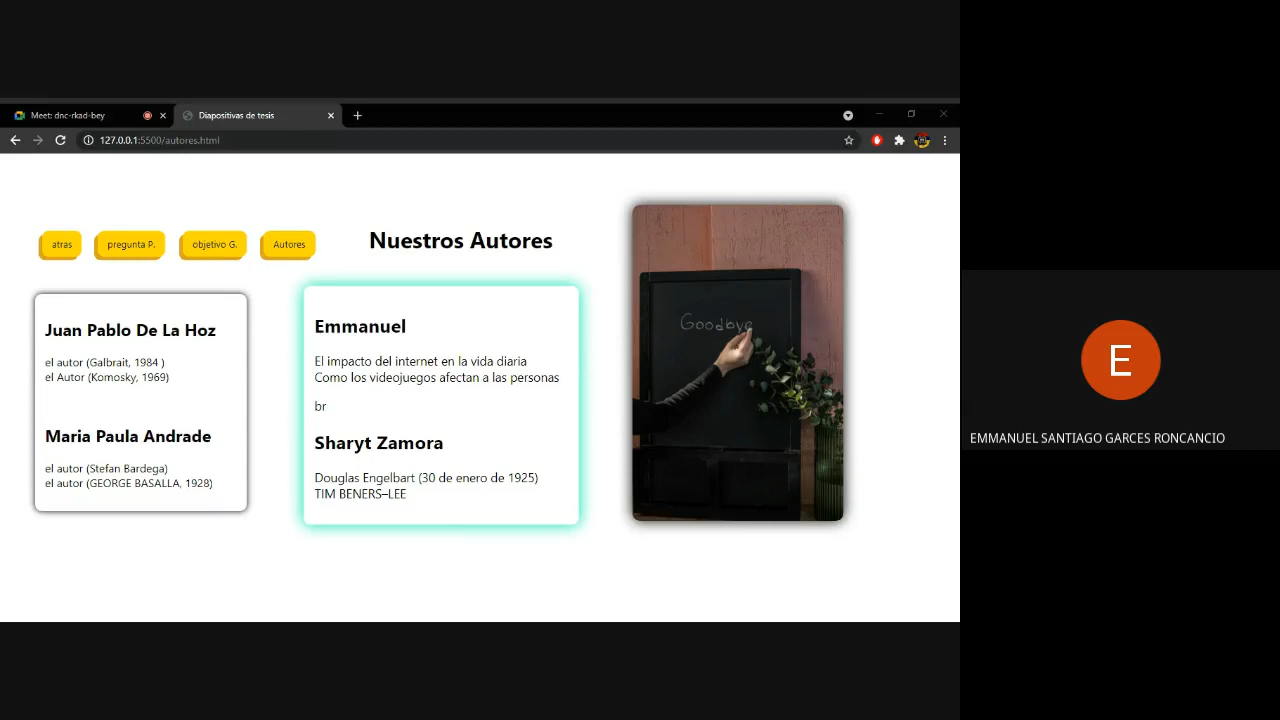 Meet: dnc-rkad-bey
Diapositivas de tesis
127.0.0.1:5500/autores.html
atras
pregunta P.
objetivo G.
Autores
Nuestros Autores
Juan Pablo De La Hoz
el autor (Galbrait, 1984 )
el Autor (Komosky, 1969)
Maria Paula Andrade
el autor (Stefan Bardega)
el autor (GEORGE BASALLA, 1928)
Emmanuel
El impacto del internet en la vida diaria
Como los videojuegos afectan a las personas
br
Sharyt Zamora
Douglas Engelbart (30 de enero de 1925)
TIM BENERS–LEE
Goodbye
E
EMMANUEL SANTIAGO GARCES RONCANCIO